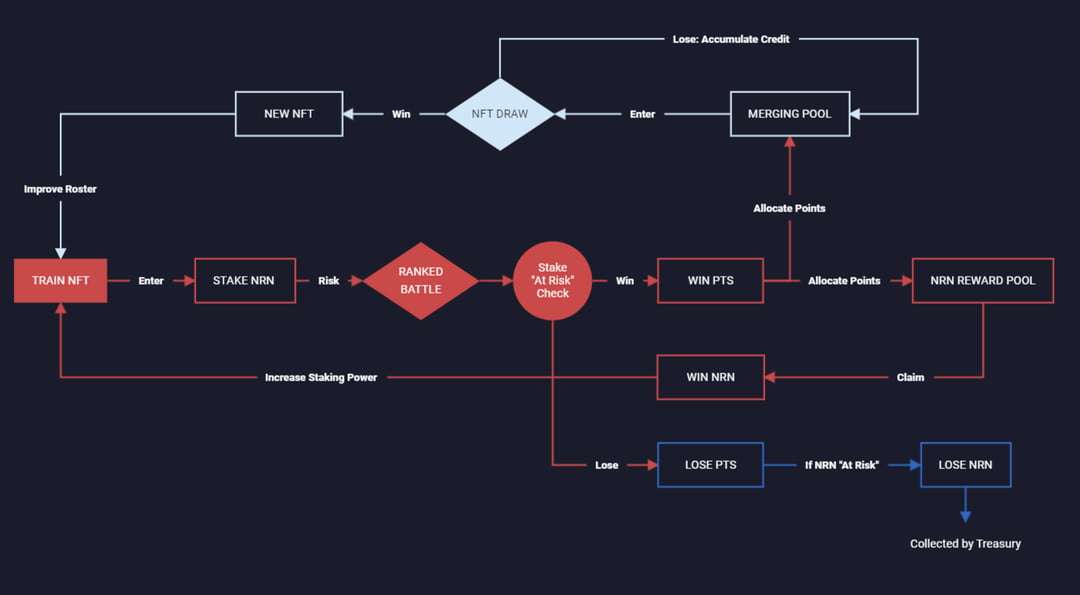 Lose: Accumulate Credit
NEW NFT
Win
NFT DRAW
Enter
MERGING POOL
Improve Roster
Allocate Points
TRAIN NFT
Enter
STAKE NRN
Risk
RANKED
BATTLE
Stake
"At Risk"
Check
Win
WIN PTS
Allocate Points
NRN REWARD POOL
Increase Staking Power
WIN NRN
Claim
Lose
LOSE PTS
If NRN "At Risk"
LOSE NRN
Collected by Treasury